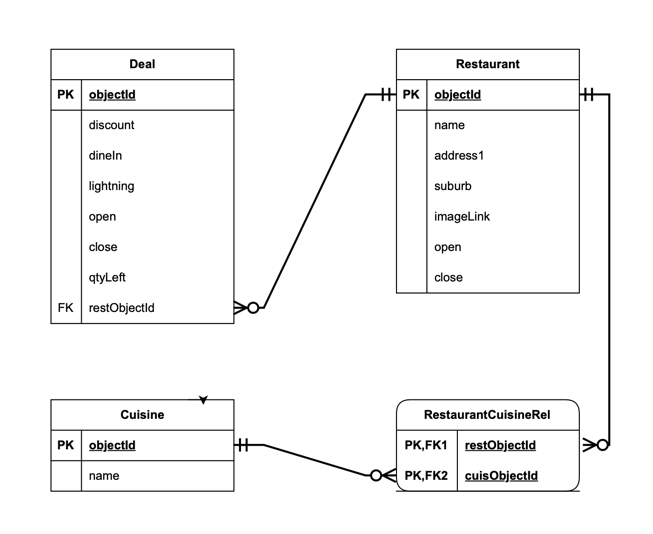 Deal
PK objectId
discount
dineIn
lightning
open
close
qtyLeft
FK restObjectId
Restaurant
PK objectId
name
address1
suburb
imageLink
open
close
Cuisine
PK objectId
name
RestaurantCuisineRel
PK,FK1 restObjectId
PK,FK2 cuisObjectId